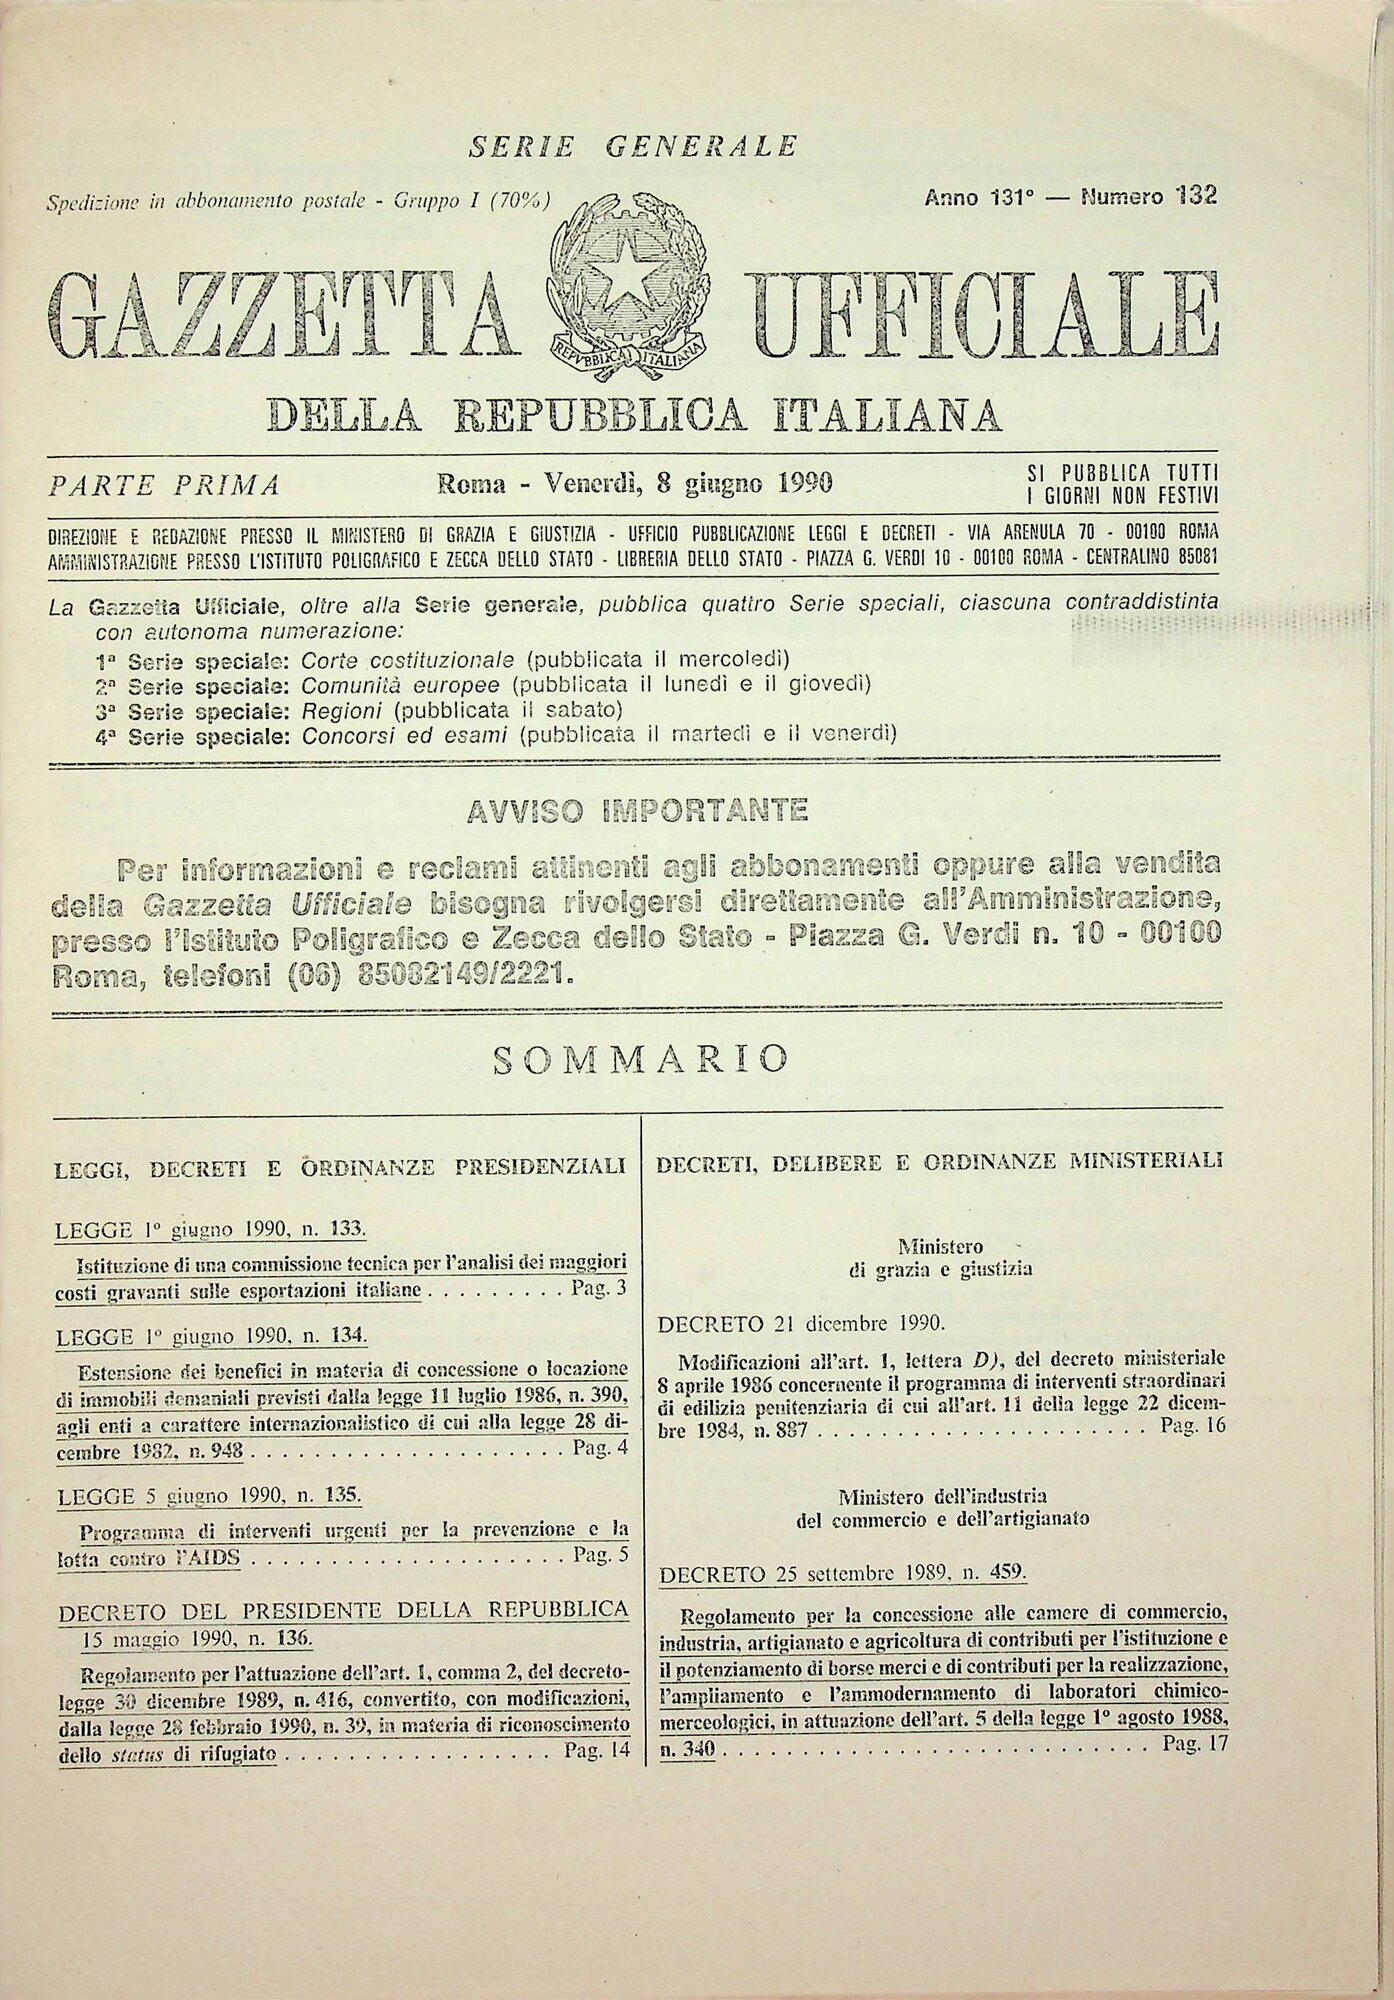 SERIE GENERALE
Spedizione in abbonamento postale - Gruppo I (70%)
Anno 131° — Numero 132
GAZZETTA UFFICIALE
REPVBBLICA ITALIANA
DELLA REPUBBLICA ITALIANA
PARTE PRIMA
Roma - Venerdì, 8 giugno 1990
SI PUBBLICA TUTTI
I GIORNI NON FESTIVI
DIREZIONE E REDAZIONE PRESSO IL MINISTERO DI GRAZIA E GIUSTIZIA - UFFICIO PUBBLICAZIONE LEGGI E DECRETI - VIA ARENULA 70 - 00100 ROMA
AMMINISTRAZIONE PRESSO L'ISTITUTO POLIGRAFICO E ZECCA DELLO STATO - LIBRERIA DELLO STATO - PIAZZA G. VERDI 10 - 00100 ROMA - CENTRALINO 85081
La Gazzetta Ufficiale, oltre alla Serie generale, pubblica quattro Serie speciali, ciascuna contraddistinta
con autonoma numerazione:
1ª Serie speciale: Corte costituzionale (pubblicata il mercoledì)
2ª Serie speciale: Comunità europee (pubblicata il lunedì e il giovedì)
3ª Serie speciale: Regioni (pubblicata il sabato)
4ª Serie speciale: Concorsi ed esami (pubblicata il martedì e il venerdì)
AVVISO IMPORTANTE
Per informazioni e reclami attinenti agli abbonamenti oppure alla vendita
della Gazzetta Ufficiale bisogna rivolgersi direttamente all'Amministrazione,
presso l'Istituto Poligrafico e Zecca dello Stato - Piazza G. Verdi n. 10 - 00100
Roma, telefoni (06) 85082149/2221.
SOMMARIO
LEGGI, DECRETI E ORDINANZE PRESIDENZIALI
LEGGE 1° giugno 1990, n. 133.
Istituzione di una commissione tecnica per l'analisi dei maggiori
costi gravanti sulle esportazioni italiane . . . . . . . . . Pag. 3
LEGGE 1° giugno 1990, n. 134.
Estensione dei benefici in materia di concessione o locazione
di immobili demaniali previsti dalla legge 11 luglio 1986, n. 390,
agli enti a carattere internazionalistico di cui alla legge 28 di-
cembre 1982, n. 948 . . . . . . . . . . . . . . . . . . . . Pag. 4
LEGGE 5 giugno 1990, n. 135.
Programma di interventi urgenti per la prevenzione e la
lotta contro l'AIDS . . . . . . . . . . . . . . . . . . . . Pag. 5
DECRETO DEL PRESIDENTE DELLA REPUBBLICA
15 maggio 1990, n. 136.
Regolamento per l'attuazione dell'art. 1, comma 2, del decreto-
legge 30 dicembre 1989, n. 416, convertito, con modificazioni,
dalla legge 28 febbraio 1990, n. 39, in materia di riconoscimento
dello status di rifugiato . . . . . . . . . . . . . . . . . Pag. 14
DECRETI, DELIBERE E ORDINANZE MINISTERIALI
Ministero
di grazia e giustizia
DECRETO 21 dicembre 1990.
Modificazioni all'art. 1, lettera D), del decreto ministeriale
8 aprile 1986 concernente il programma di interventi straordinari
di edilizia penitenziaria di cui all'art. 11 della legge 22 dicem-
bre 1984, n. 887 . . . . . . . . . . . . . . . . . . . . . Pag. 16
Ministero dell'industria
del commercio e dell'artigianato
DECRETO 25 settembre 1989, n. 459.
Regolamento per la concessione alle camere di commercio,
industria, artigianato e agricoltura di contributi per l'istituzione e
il potenziamento di borse merci e di contributi per la realizzazione,
l'ampliamento e l'ammodernamento di laboratori chimico-
merceologici, in attuazione dell'art. 5 della legge 1° agosto 1988,
n. 340 . . . . . . . . . . . . . . . . . . . . . . . . . . . Pag. 17